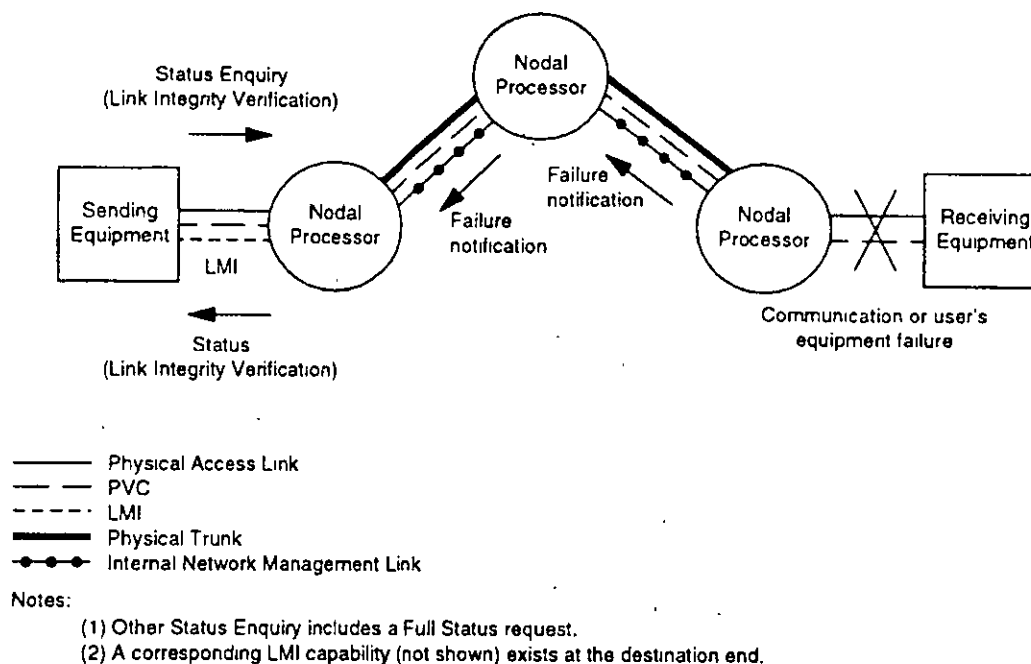 Status Enquiry
(Link Integrity Verification)
Nodal
Processor
Sending
Equipment
LMI
Nodal
Processor
Failure
notification
Failure
notification
Nodal
Processor
Receiving
Equipment
Status
(Link Integrity Verification)
Communication or user's
equipment failure
Physical Access Link
PVC
LMI
Physical Trunk
Internal Network Management Link
Notes:
(1) Other Status Enquiry includes a Full Status request.
(2) A corresponding LMI capability (not shown) exists at the destination end.